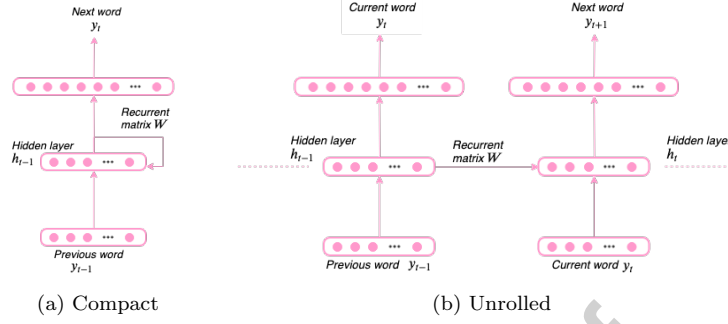 Next word
y_t
Recurrent
matrix W
Hidden layer
h_{t-1}
Previous word
y_{t-1}
(a) Compact
Current word
y_t
Next word
y_{t+1}
Hidden layer
h_{t-1}
Recurrent
matrix W
Hidden layer
h_t
Previous word y_{t-1}
Current word y_t
(b) Unrolled